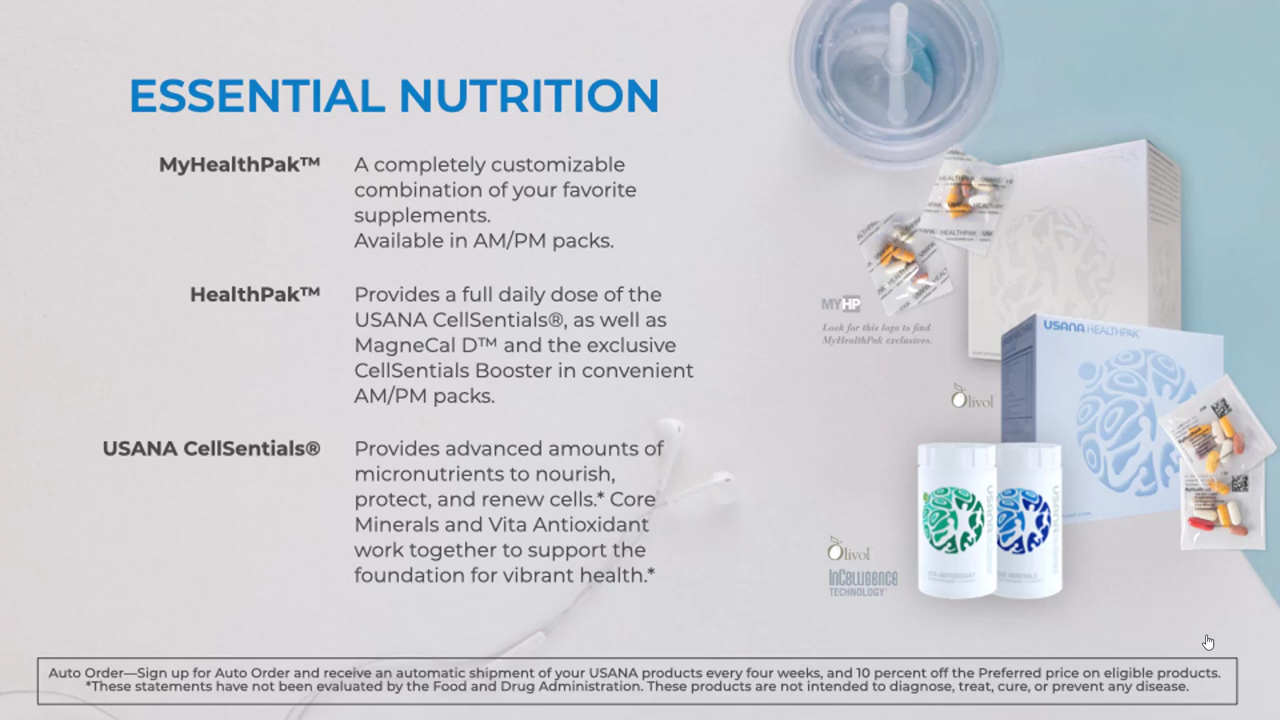 ESSENTIAL NUTRITION
MyHealthPak™
A completely customizable
combination of your favorite
supplements.
Available in AM/PM packs.
HealthPak™
Provides a full daily dose of the
USANA CellSentials®, as well as
MagneCal D™ and the exclusive
CellSentials Booster in convenient
AM/PM packs.
USANA CellSentials®
Provides advanced amounts of
micronutrients to nourish,
protect, and renew cells.* Core
Minerals and Vita Antioxidant
work together to support the
foundation for vibrant health.*
MYHP
Look for this logo to find
MyHealthPak exclusives.
USANA HEALTHPAK
Olivol
Olivol
InCelligence
TECHNOLOGY™
USANA
USANA
Auto Order—Sign up for Auto Order and receive an automatic shipment of your USANA products every four weeks, and 10 percent off the Preferred price on eligible products.
*These statements have not been evaluated by the Food and Drug Administration. These products are not intended to diagnose, treat, cure, or prevent any disease.